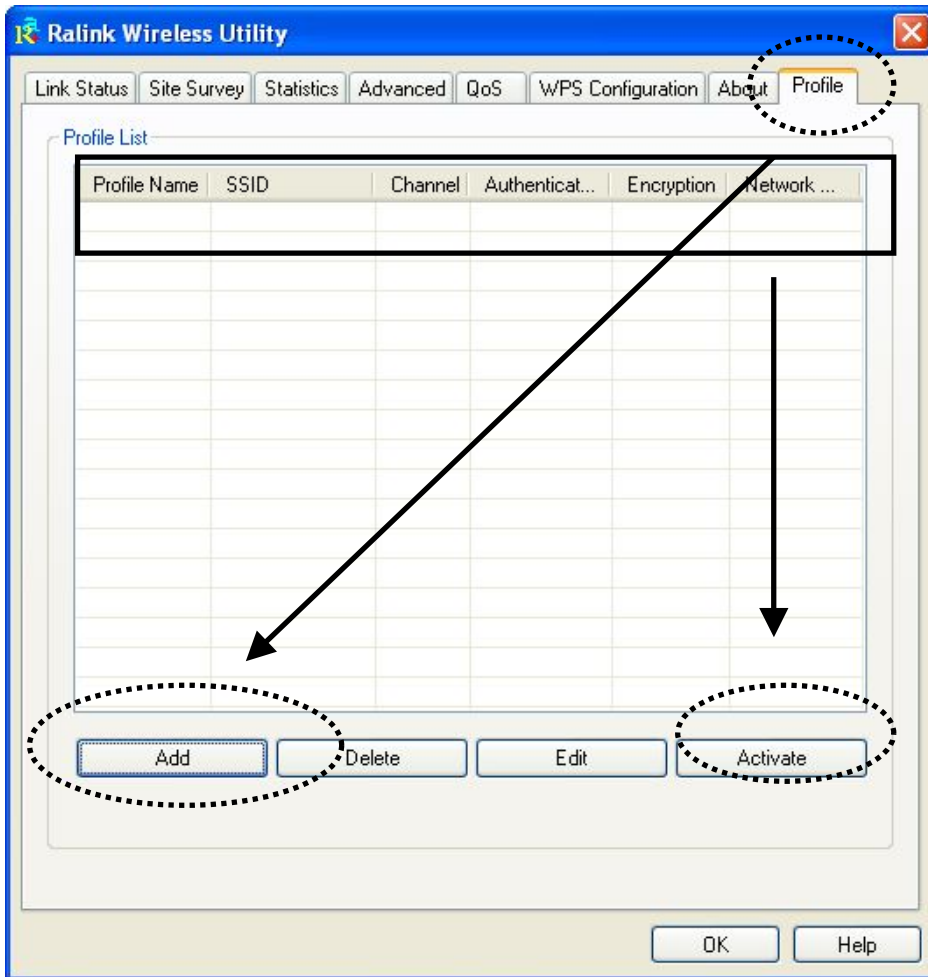 Ralink Wireless Utility
Link Status Site Survey Statistics Advanced QoS WPS Configuration About Profile
Profile List
Profile Name SSID Channel Authenticat... Encryption Network ...
Add Delete Edit Activate
OK Help